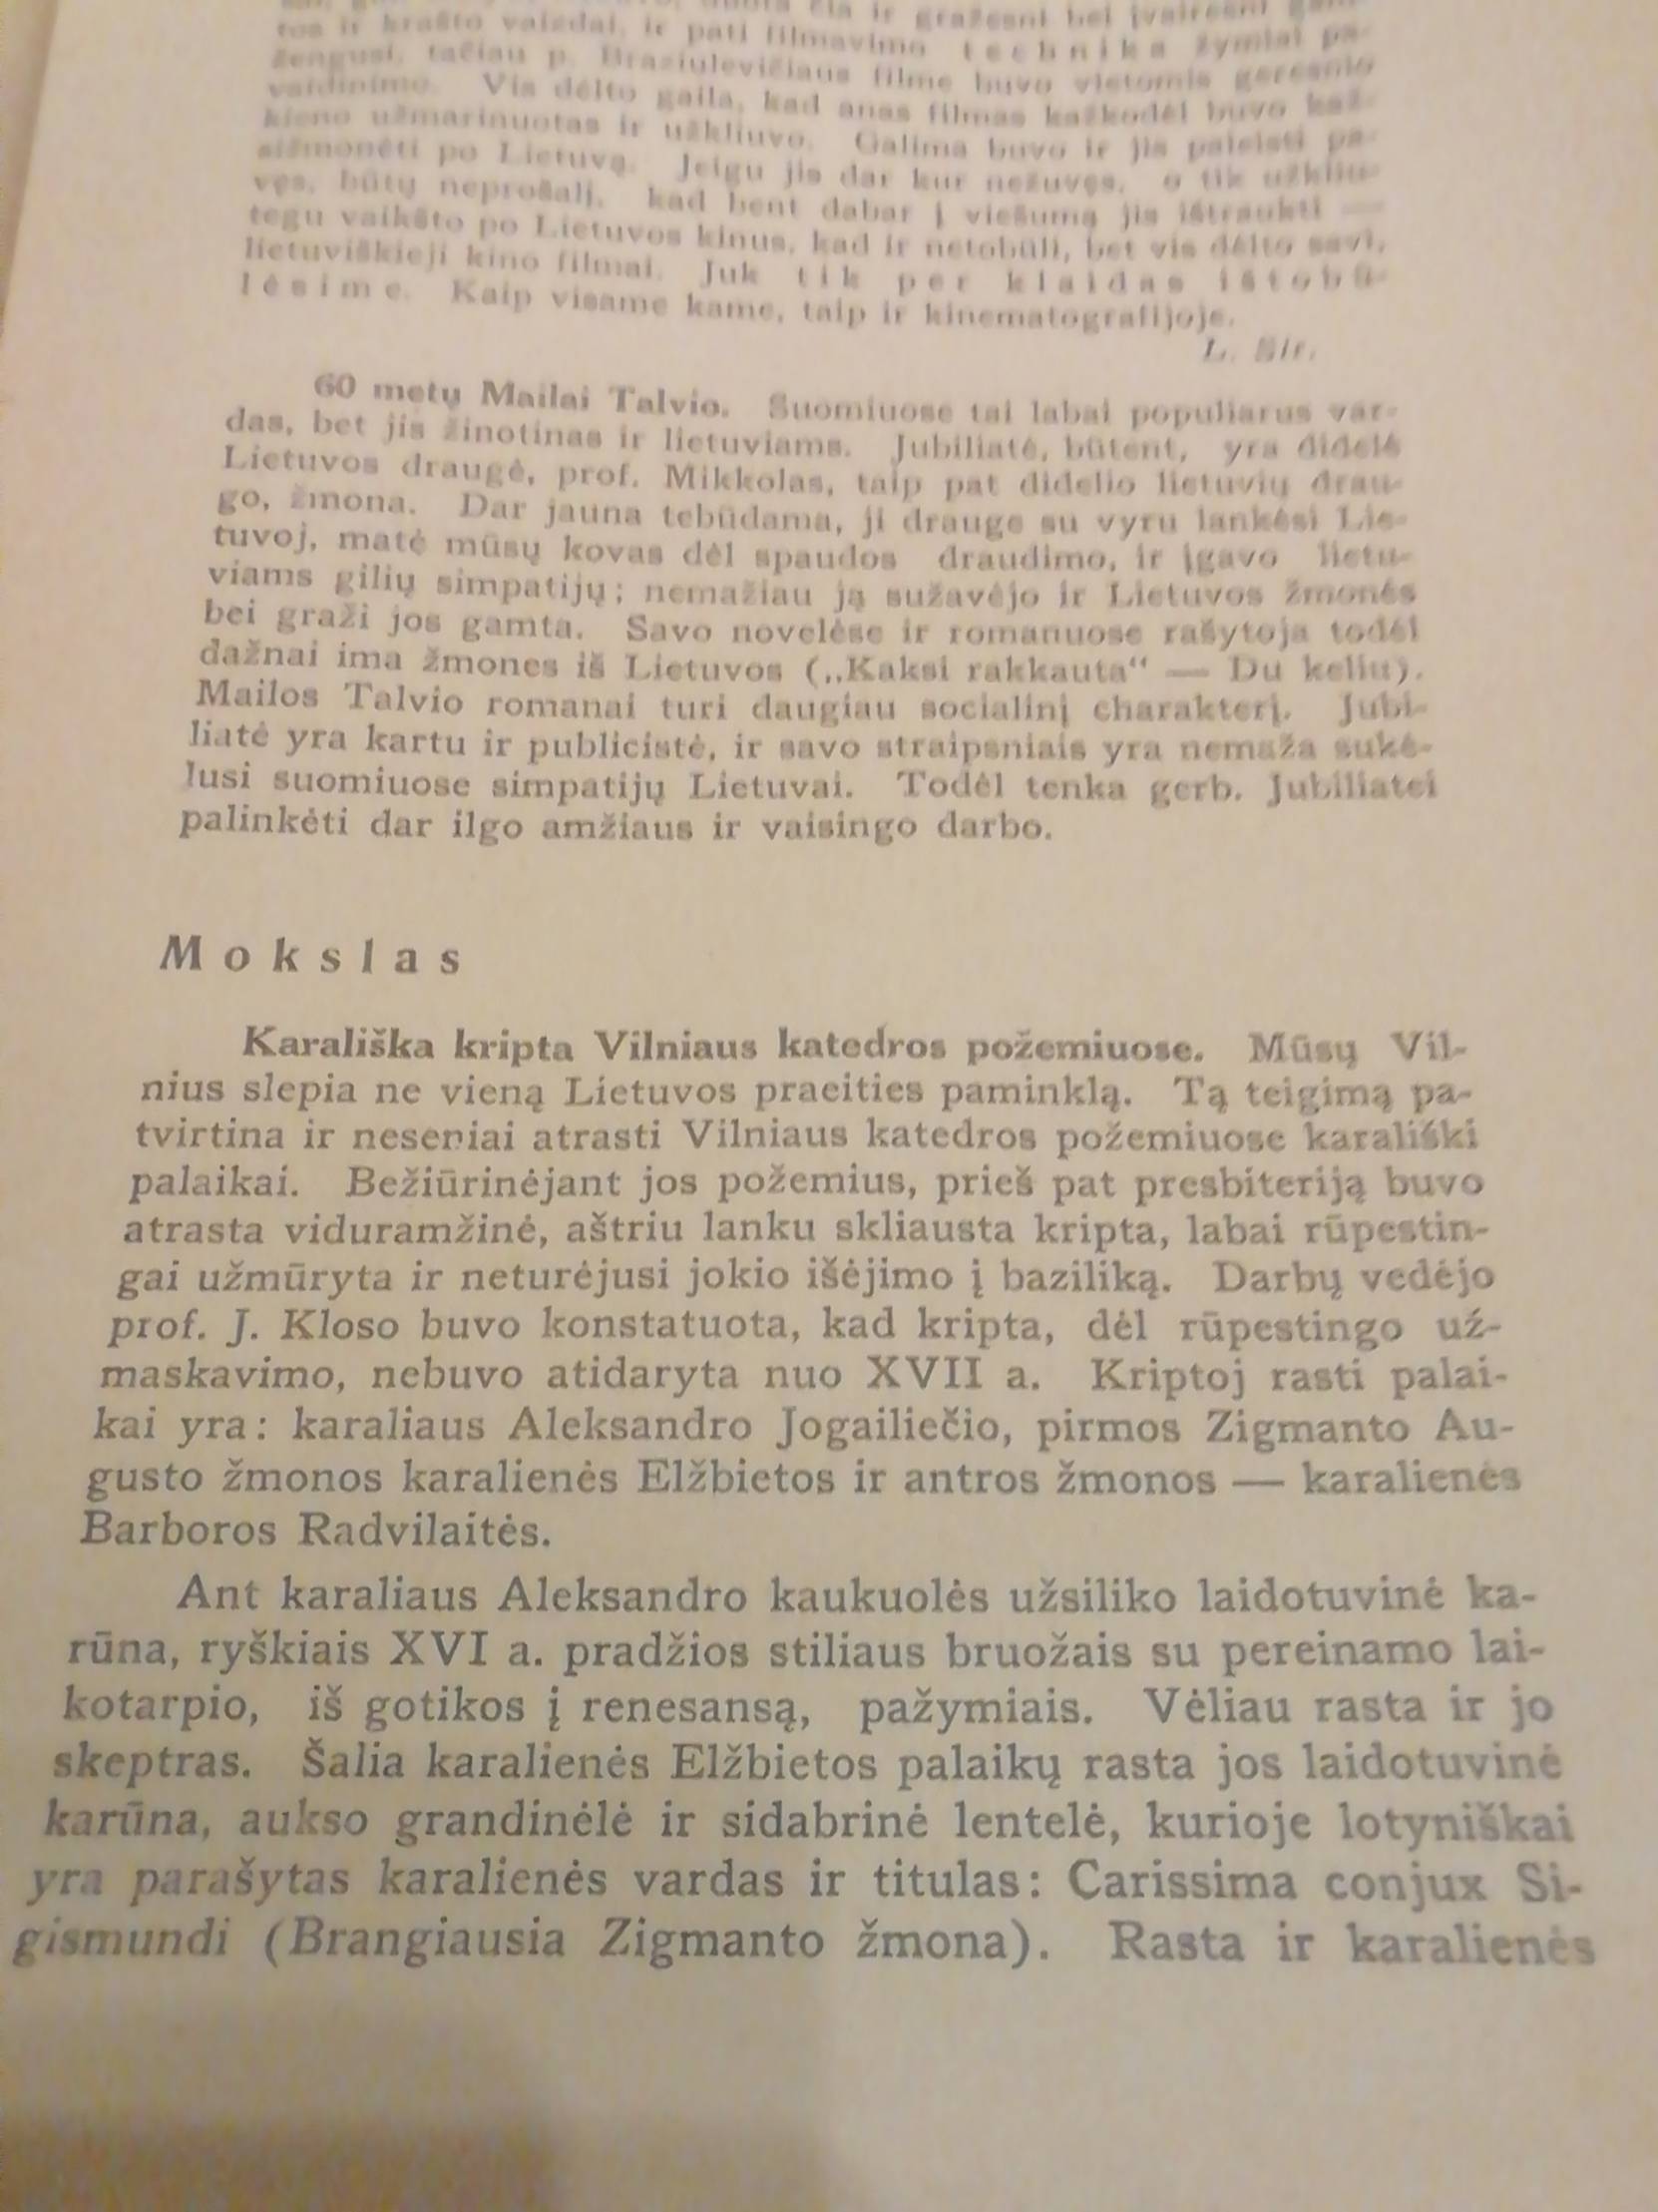 tos ir krašto vaizdai, ir pati filmavimo technika žymiai pa-
žengusi, tačiau p. Braziulevičiaus filme buvo vietomis geresnio
vaidinimo. Vis dėlto gaila, kad anas filmas kažkodėl buvo kaž-
kieno užmarinuotas ir užkliuvo. Galima buvo ir jis paleisti pa-
sižmonėti po Lietuvą. Jeigu jis dar kur nežuvęs, o tik užkliu-
vęs, būtų neprošalį, kad bent dabar į viešumą jis ištraukti —
tegu vaikšto po Lietuvos kinus, kad ir netobuli, bet vis dėlto savi,
lietuviškieji kino filmai. Juk tik per klaidas ištobū-
lėsime. Kaip visame kame, taip ir kinematografijoje.
L.
60 metų Mailai Talvio. Suomiuose tai labai populiarus var-
das, bet jis žinotinas ir lietuviams. Jubiliatė, būtent, yra didelė
Lietuvos draugė, prof. Mikkolas, taip pat didelio lietuvių drau-
go, žmona. Dar jauna tebūdama, ji drauge su vyru lankėsi Lie-
tuvoj, matė mūsų kovas dėl spaudos draudimo, ir įgavo lietu-
viams gilių simpatijų; nemažiau ją sužavėjo ir Lietuvos žmonės
bei graži jos gamta. Savo novelėse ir romanuose rašytoja todėl
dažnai ima žmones iš Lietuvos („Kaksi rakkauta“ — Du keliu).
Mailos Talvio romanai turi daugiau socialinį charakterį. Jubi-
liatė yra kartu ir publicistė, ir savo straipsniais yra nemaža sukė-
lusi suomiuose simpatijų Lietuvai. Todėl tenka gerb. Jubiliatei
palinkėti dar ilgo amžiaus ir vaisingo darbo.
Mokslas
Karališka kripta Vilniaus katedros požemiuose. Mūsų Vil-
nius slepia ne vieną Lietuvos praeities paminklą. Tą teigimą pa-
tvirtina ir neseniai atrasti Vilniaus katedros požemiuose karališki
palaikai. Bežiūrinėjant jos požemius, prieš pat presbiteriją buvo
atrasta viduramžinė, aštriu lanku skliausta kripta, labai rūpestin-
gai užmūryta ir neturėjusi jokio išėjimo į baziliką. Darbų vedėjo
prof. J. Kloso buvo konstatuota, kad kripta, dėl rūpestingo už-
maskavimo, nebuvo atidaryta nuo XVII a. Kriptoj rasti palai-
kai yra: karaliaus Aleksandro Jogailiečio, pirmos Zigmanto Au-
gusto žmonos karalienės Elžbietos ir antros žmonos — karalienės
Barboros Radvilaitės.
Ant karaliaus Aleksandro kaukuolės užsiliko laidotuvinė ka-
rūna, ryškiais XVI a. pradžios stiliaus bruožais su pereinamo lai-
kotarpio, iš gotikos į renesansą, pažymiais. Vėliau rasta ir jo
skeptras. Šalia karalienės Elžbietos palaikų rasta jos laidotuvinė
karūna, aukso grandinėlė ir sidabrinė lentelė, kurioje lotyniškai
yra parašytas karalienės vardas ir titulas: Carissima conjux Si-
gismundi (Brangiausia Zigmanto žmona). Rasta ir karalienės